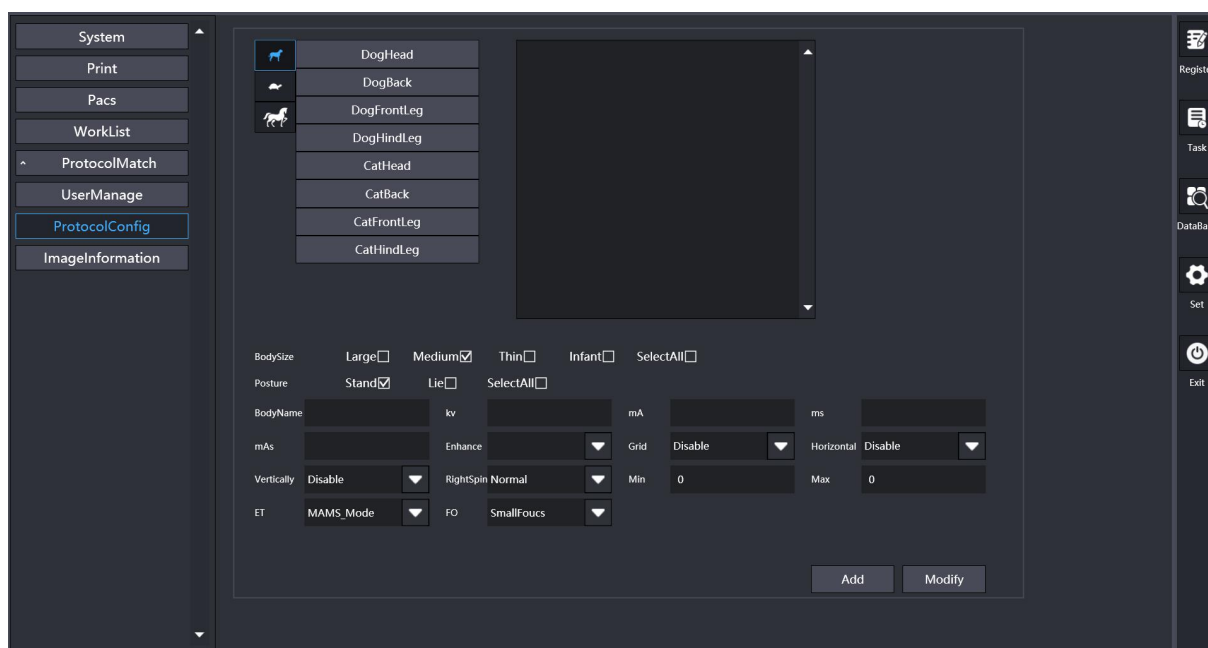 System
Print
Pacs
WorkList
ProtocolMatch
UserManage
ProtocolConfig
ImageInformation
DogHead
DogBack
DogFrontLeg
DogHindLeg
CatHead
CatBack
CatFrontLeg
CatHindLeg
BodySize Large Medium Thin Infant SelectAll
Posture Stand Lie SelectAll
BodyName kv mA ms
mAs Enhance Grid Disable Horizontal Disable
Vertically Disable RightSpin Normal Min 0 Max 0
ET MAMS_Mode FO SmallFoucs
Add Modify
Registe
Task
DataBa
Set
Exit